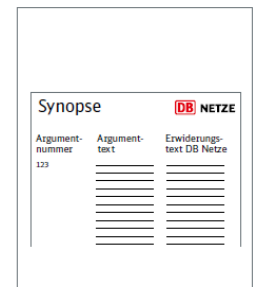 Synopse DB NETZE
Argument- Argument- Erwiderungs-
nummer text text DB Netze
123